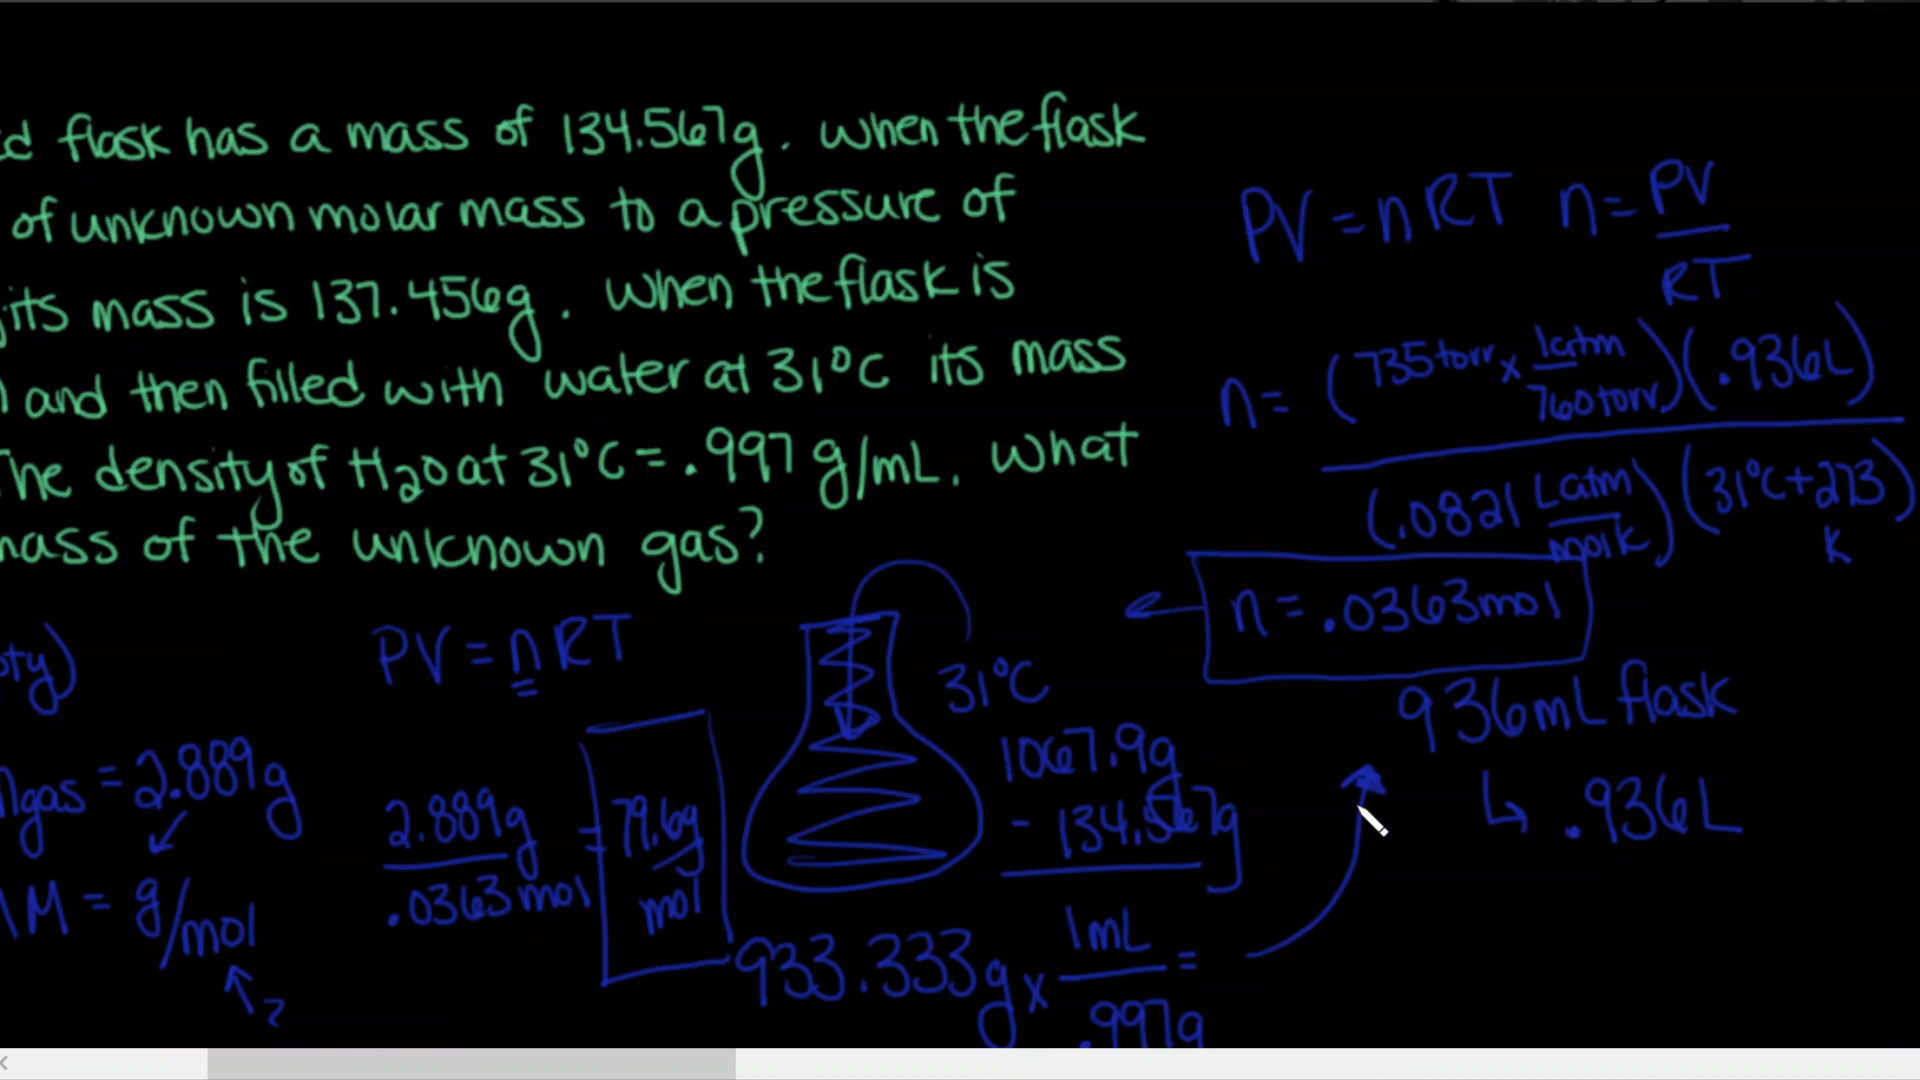 flask has a mass of 134.567g. When the flask
of unknown molar mass to a pressure of
its mass is 137.456g. When the flask is
and then filled with water at 31°C its mass
The density of H2O at 31°C = .997 g/mL. What
mass of the unknown gas?
PV = nRT n = PV
RT
n = (735 torr x 1atm
760 torr) (.936L)
(.0821 Latm
molK) (31°C+273)
K
n = .0363mol
936mL flask
↳ .936L
PV = nRT
31°C
1067.9g
- 134.567g
933.333g x 1mL =
.997g
gas = 2.889g
M = g/mol
?
2.889g
.0363mol
= 79.6g
mol